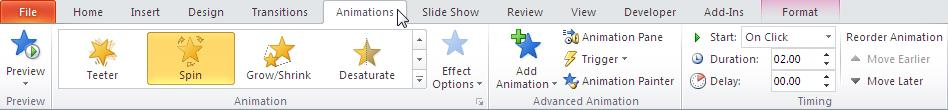 File Home Insert Design Transitions Animations Slide Show Review View Developer Add-Ins Format
Preview
Teeter Spin Grow/Shrink Desaturate
Effect
Options
Add
Animation
Animation Pane
Trigger
Animation Painter
Start: On Click
Duration: 02.00
Delay: 00.00
Reorder Animation
Move Earlier
Move Later
Preview Animation Advanced Animation Timing